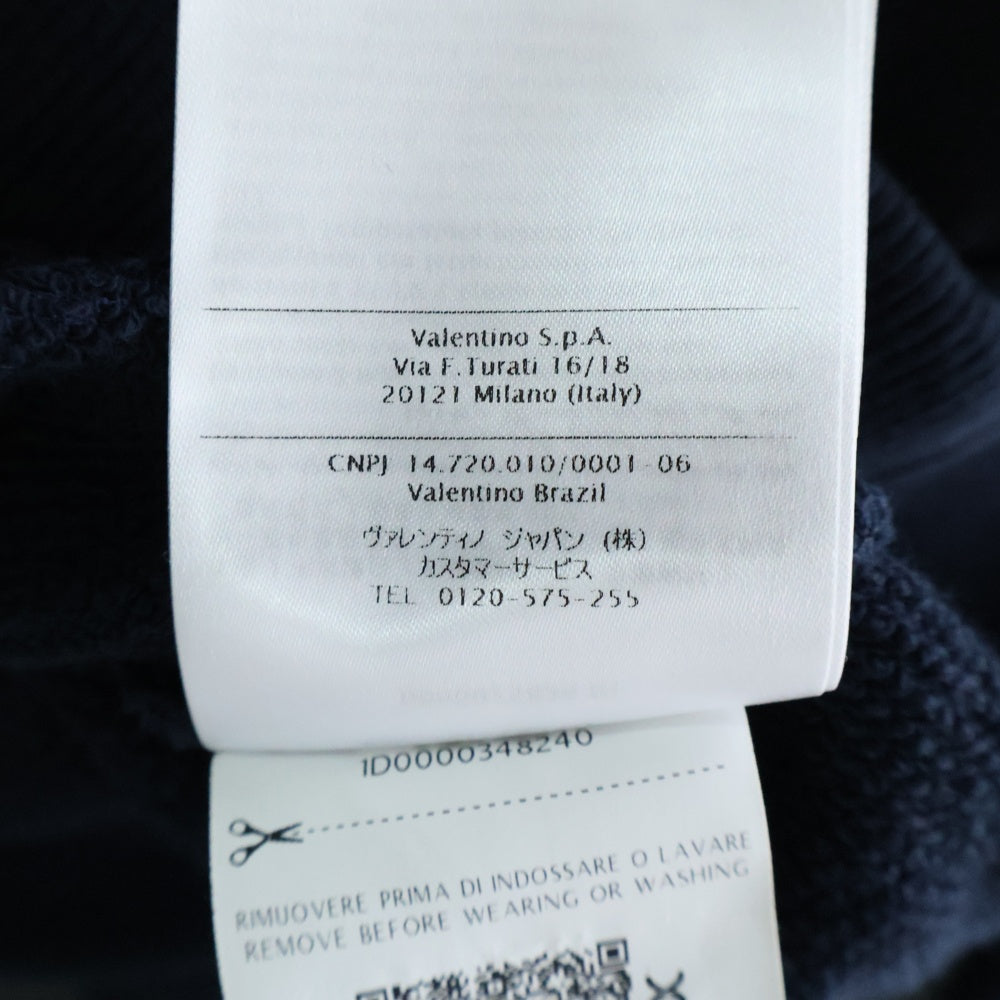 Valentino S.p.A.
Via F.Turati 16/18
20121 Milano (Italy)
CNPJ 14.720.010/0001-06
Valentino Brazil
ヴァレンティノ ジャパン (株)
カスタマーサービス
TEL 0120-575-255
ID0000348240
RIMUOVERE PRIMA DI INDOSSARE O LAVARE
REMOVE BEFORE WEARING OR WASHING